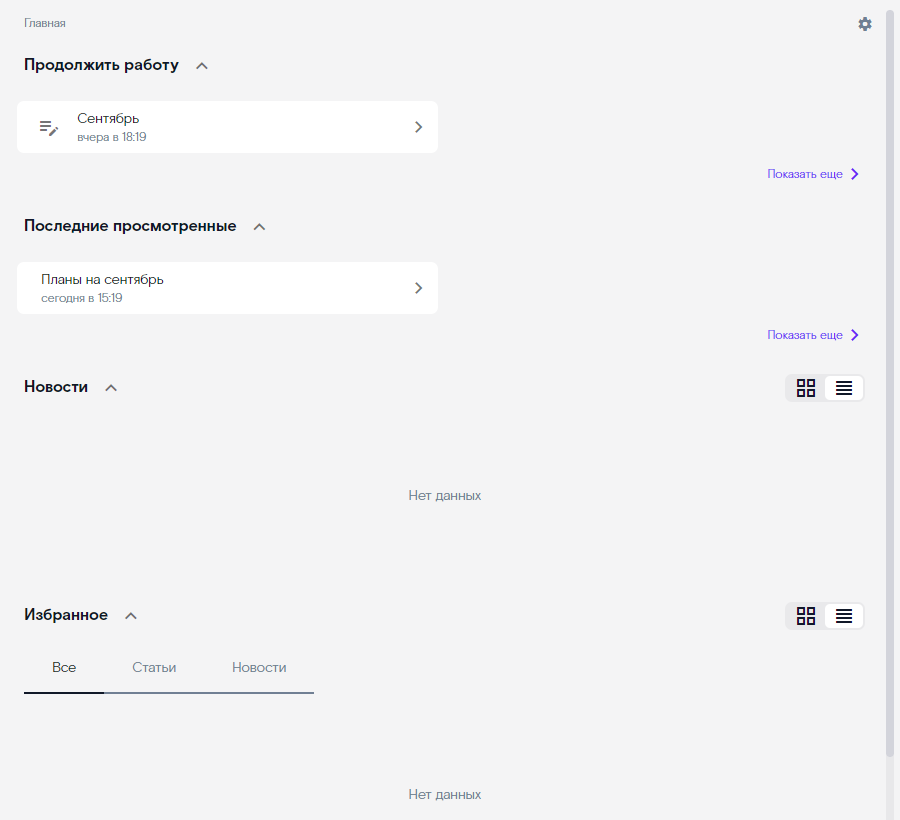 Главная
Продолжить работу
Сентябрь
вчера в 18:19
Показать еще
Последние просмотренные
Планы на сентябрь
сегодня в 15:19
Показать еще
Новости
Нет данных
Избранное
Все Статьи Новости
Нет данных